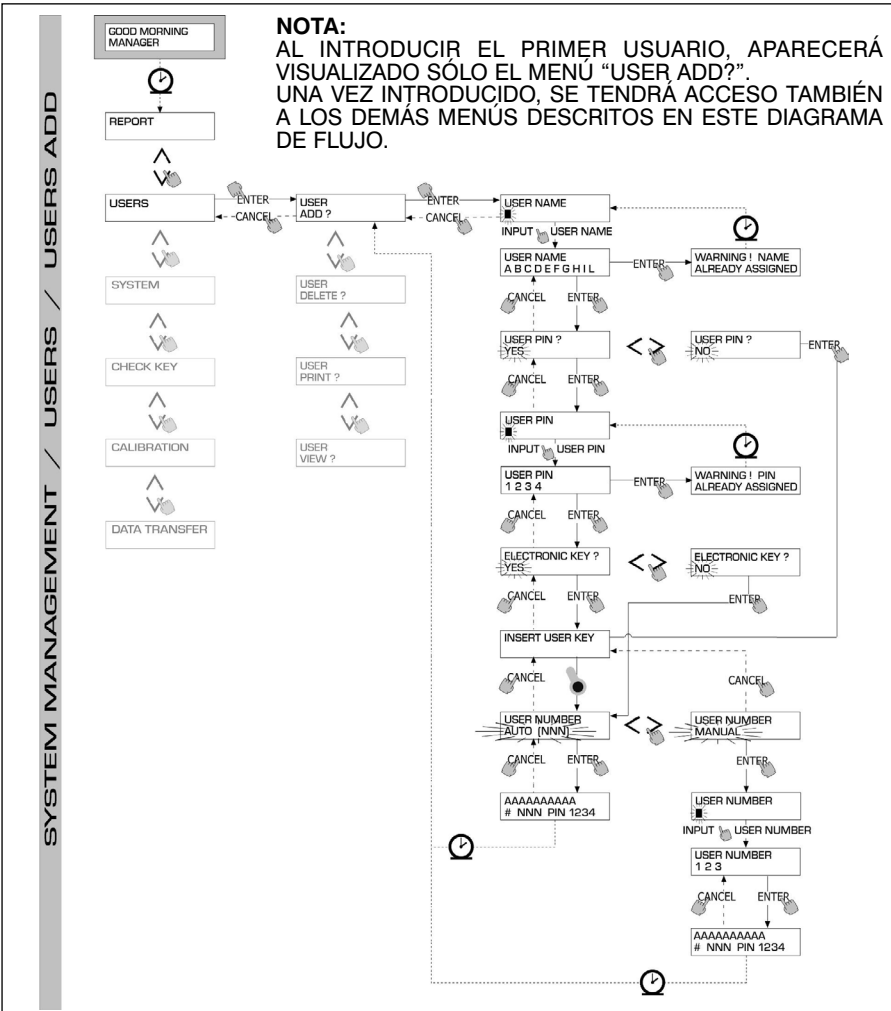 SYSTEM MANAGEMENT / USERS / USERS ADD
GOOD MORNING
MANAGER
NOTA:
AL INTRODUCIR EL PRIMER USUARIO, APARECERÁ
VISUALIZADO SÓLO EL MENÚ “USER ADD?”.
UNA VEZ INTRODUCIDO, SE TENDRÁ ACCESO TAMBIÉN
A LOS DEMÁS MENÚS DESCRITOS EN ESTE DIAGRAMA
DE FLUJO.
REPORT
USERS
ENTER
CANCEL
USER
ADD ?
ENTER
CANCEL
USER NAME
INPUT USER NAME
USER NAME
A B C D E F G H I L
ENTER
WARNING ! NAME
ALREADY ASSIGNED
SYSTEM
USER
DELETE ?
CANCEL ENTER
CHECK KEY
USER
PRINT ?
USER PIN ?
YES
USER PIN ?
NO
ENTER
CANCEL ENTER
CALIBRATION
USER
VIEW ?
USER PIN
INPUT USER PIN
USER PIN
1 2 3 4
ENTER
WARNING ! PIN
ALREADY ASSIGNED
DATA TRANSFER
CANCEL ENTER
ELECTRONIC KEY ?
YES
ELECTRONIC KEY ?
NO
CANCEL ENTER
ENTER
INSERT USER KEY
CANCEL
CANCEL
USER NUMBER
AUTO (NNN)
USER NUMBER
MANUAL
CANCEL ENTER
ENTER
AAAAAAAAAA
# NNN PIN 1234
USER NUMBER
INPUT USER NUMBER
USER NUMBER
1 2 3
CANCEL ENTER
AAAAAAAAAA
# NNN PIN 1234